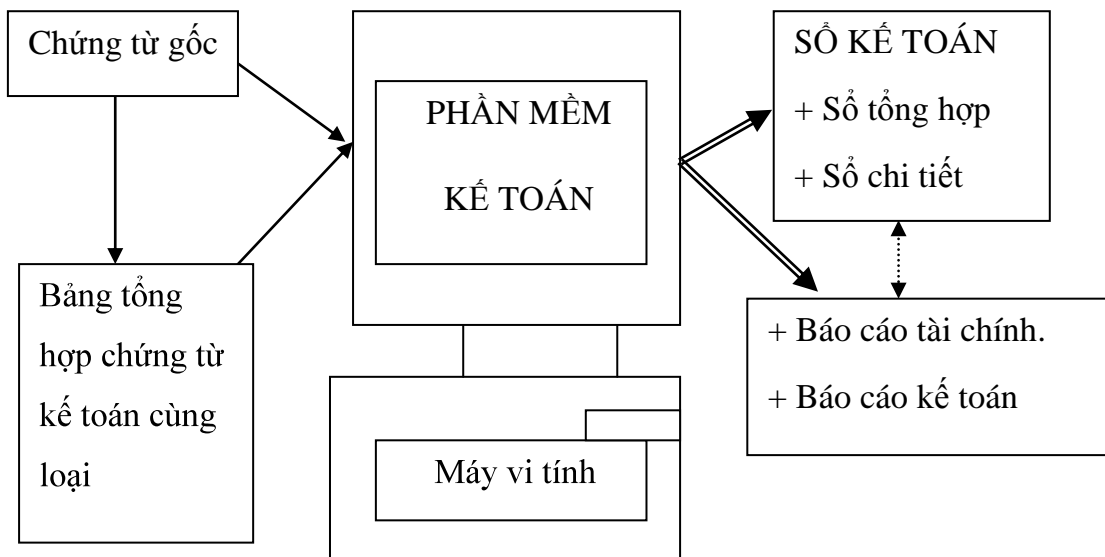 Chứng từ gốc
Bảng tổng
hợp chứng từ
kế toán cùng
loại
PHẦN MỀM
KẾ TOÁN
Máy vi tính
SỔ KẾ TOÁN
+ Sổ tổng hợp
+ Sổ chi tiết
+ Báo cáo tài chính.
+ Báo cáo kế toán